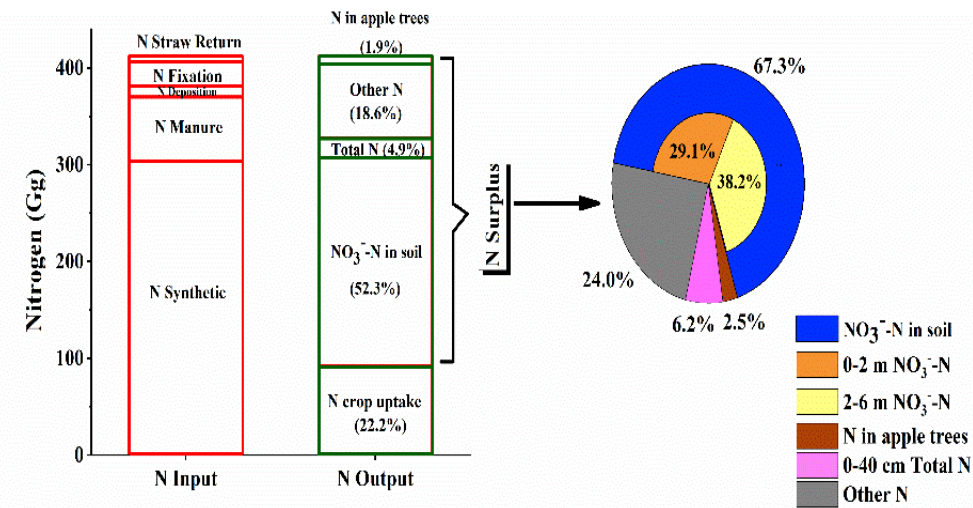 Nitrogen (Gg)
400
300
200
100
0
N Straw Return
N Fixation
N Deposition
N Manure
N Synthetic
N Input
N in apple trees
(1.9%)
Other N
(18.6%)
Total N (4.9%)
NO₃⁻-N in soil
(52.3%)
N crop uptake
(22.2%)
N Output
N Surplus
67.3%
29.1%
38.2%
24.0%
6.2%
2.5%
NO₃⁻-N in soil
0-2 m NO₃⁻-N
2-6 m NO₃⁻-N
N in apple trees
0-40 cm Total N
Other N